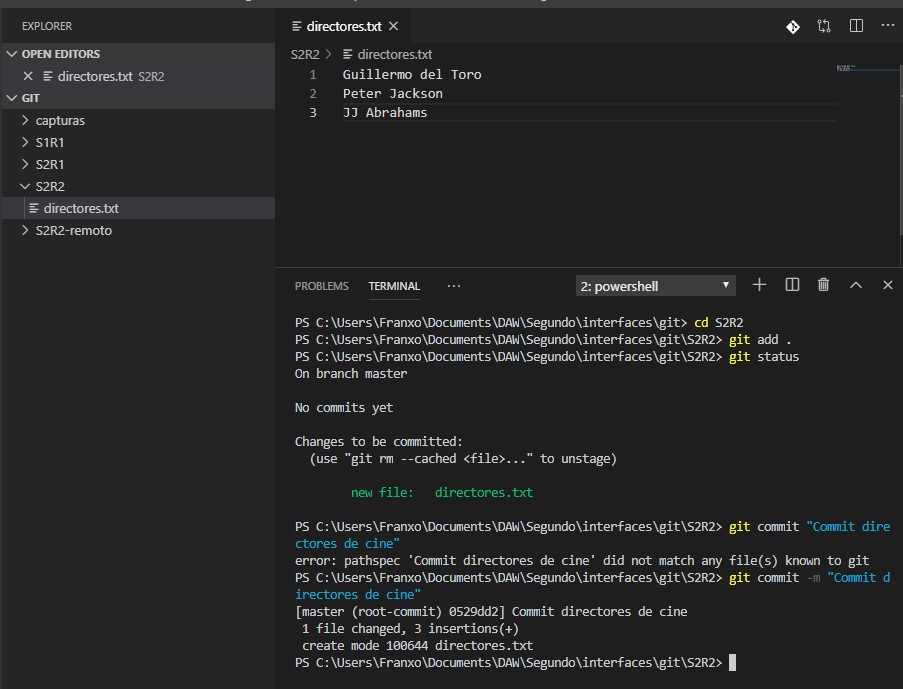 EXPLORER
OPEN EDITORS
directores.txt S2R2
GIT
capturas
S1R1
S2R1
S2R2
directores.txt
S2R2-remoto
directores.txt
S2R2 > directores.txt
1 Guillermo del Toro
2 Peter Jackson
3 JJ Abrahams
PROBLEMS TERMINAL ... 2: powershell
PS C:\Users\Franxo\Documents\DAW\Segundo\interfaces\git> cd S2R2
PS C:\Users\Franxo\Documents\DAW\Segundo\interfaces\git\S2R2> git add .
PS C:\Users\Franxo\Documents\DAW\Segundo\interfaces\git\S2R2> git status
On branch master
No commits yet
Changes to be committed:
(use "git rm --cached <file>..." to unstage)
new file: directores.txt
PS C:\Users\Franxo\Documents\DAW\Segundo\interfaces\git\S2R2> git commit "Commit dire
ctores de cine"
error: pathspec 'Commit directores de cine' did not match any file(s) known to git
PS C:\Users\Franxo\Documents\DAW\Segundo\interfaces\git\S2R2> git commit -m "Commit d
irectores de cine"
[master (root-commit) 0529dd2] Commit directores de cine
1 file changed, 3 insertions(+)
create mode 100644 directores.txt
PS C:\Users\Franxo\Documents\DAW\Segundo\interfaces\git\S2R2>